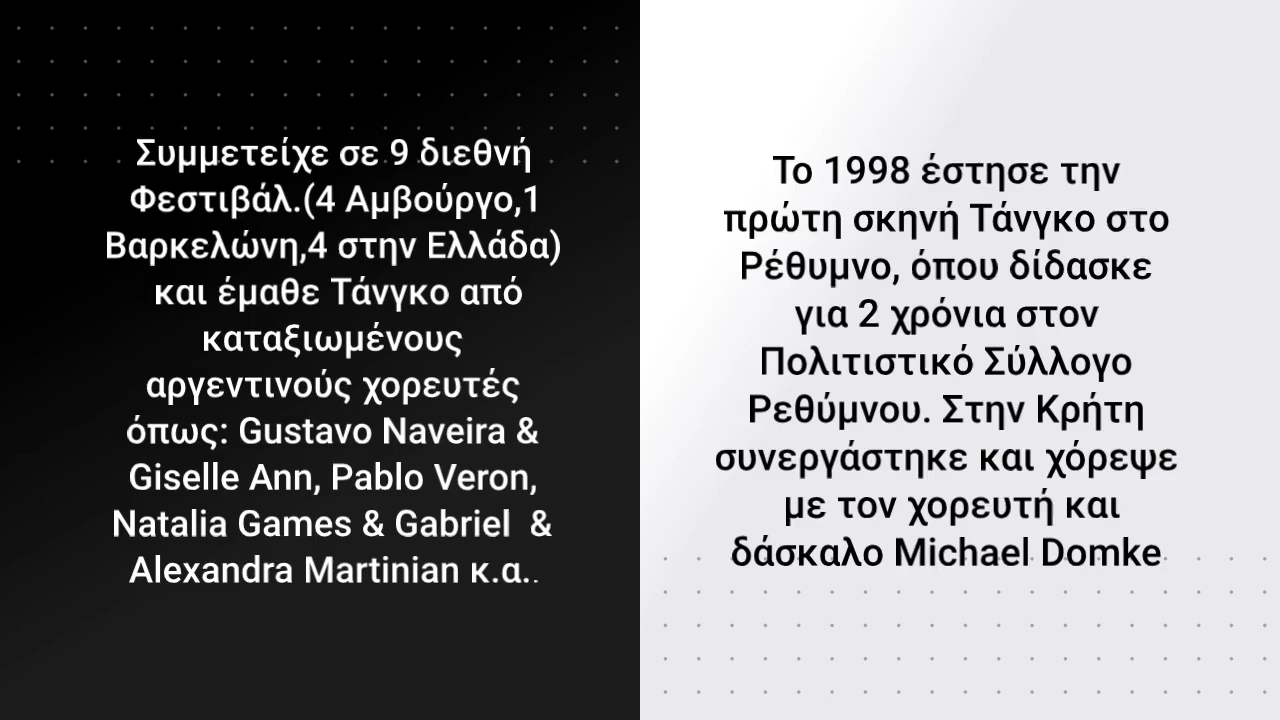 Συμμετείχε σε 9 διεθνή
Φεστιβάλ.(4 Αμβούργο,1
Βαρκελώνη,4 στην Ελλάδα)
και έμαθε Τάνγκο από
καταξιωμένους
αργεντινούς χορευτές
όπως: Gustavo Naveira &
Giselle Ann, Pablo Veron,
Natalia Games & Gabriel  &
Alexandra Martinian κ.α..
Το 1998 έστησε την
πρώτη σκηνή Τάνγκο στο
Ρέθυμνο, όπου δίδασκε
για 2 χρόνια στον
Πολιτιστικό Σύλλογο
Ρεθύμνου. Στην Κρήτη
συνεργάστηκε και χόρεψε
με τον χορευτή και
δάσκαλο Michael Domke